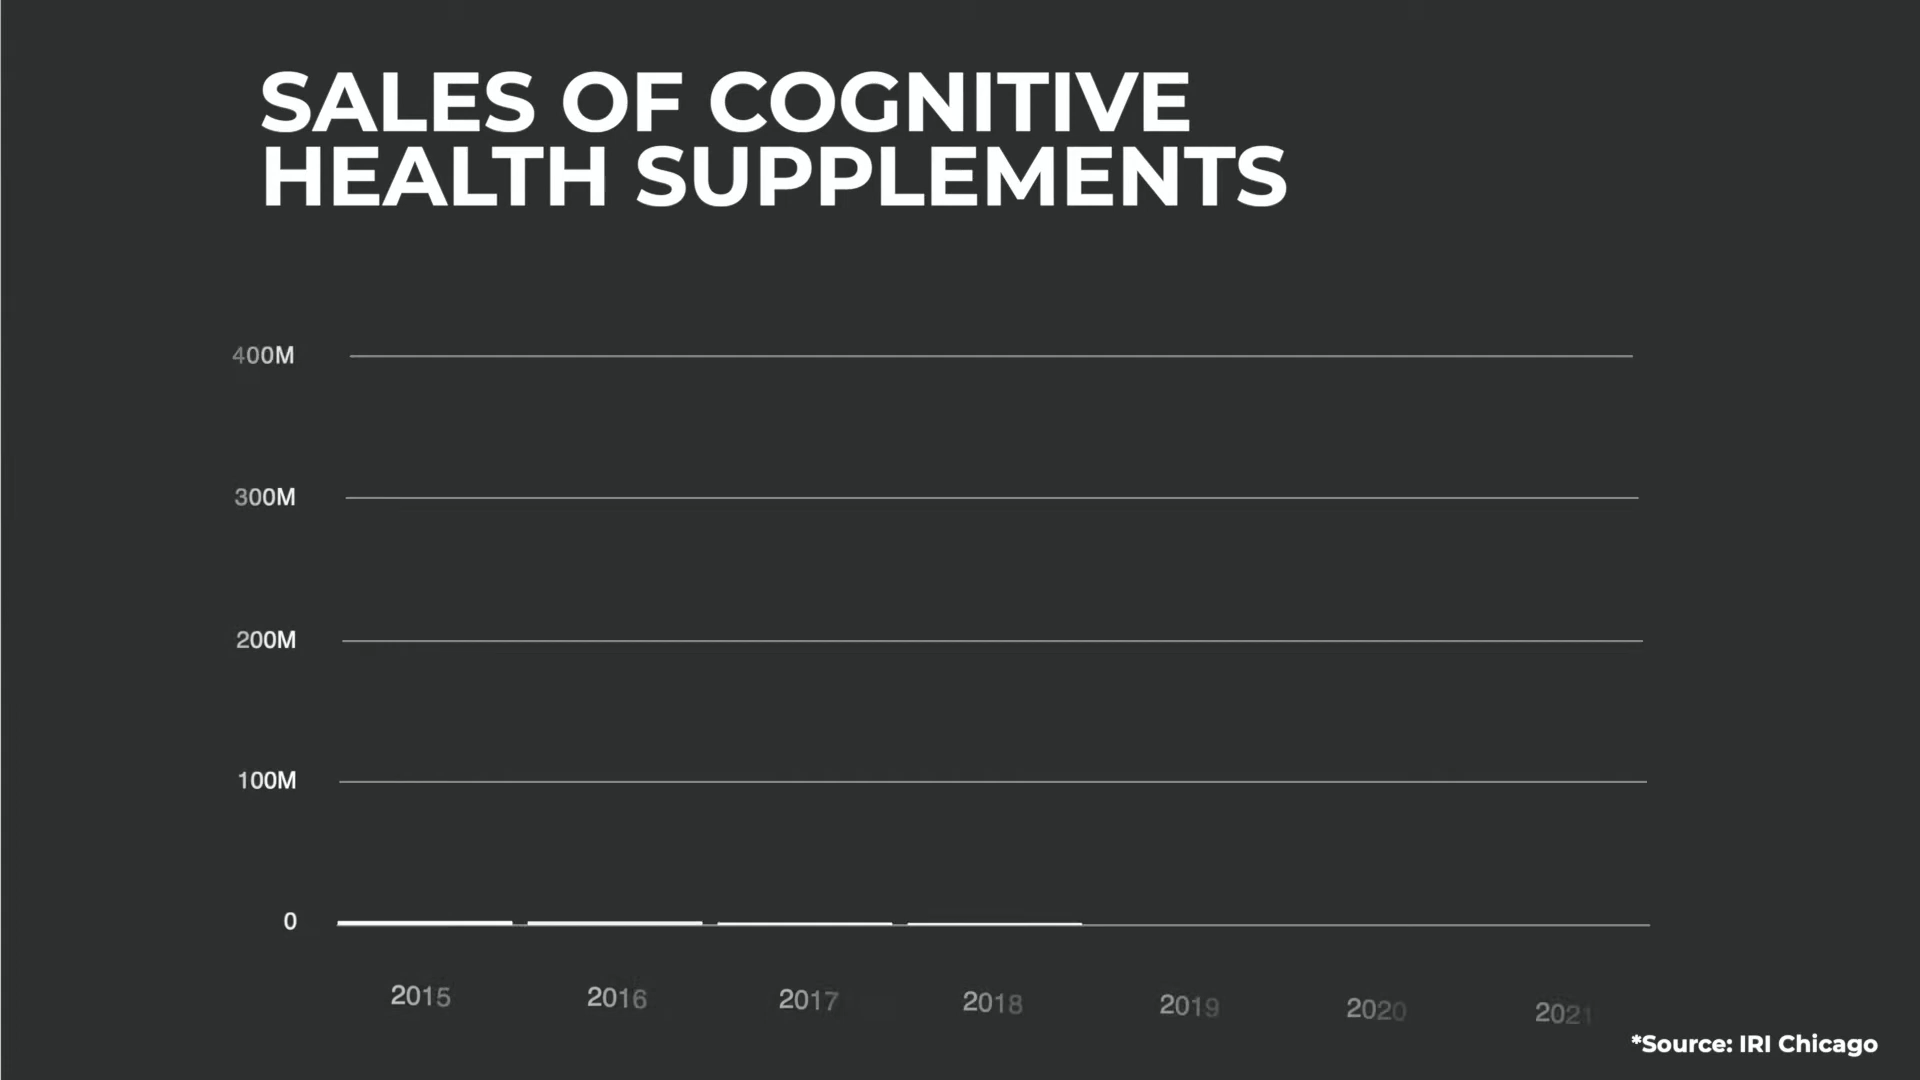 SALES OF COGNITIVE
HEALTH SUPPLEMENTS
400M
300M
200M
100M
0
2015 2016 2017 2018 2019 2020 2021
*Source: IRI Chicago